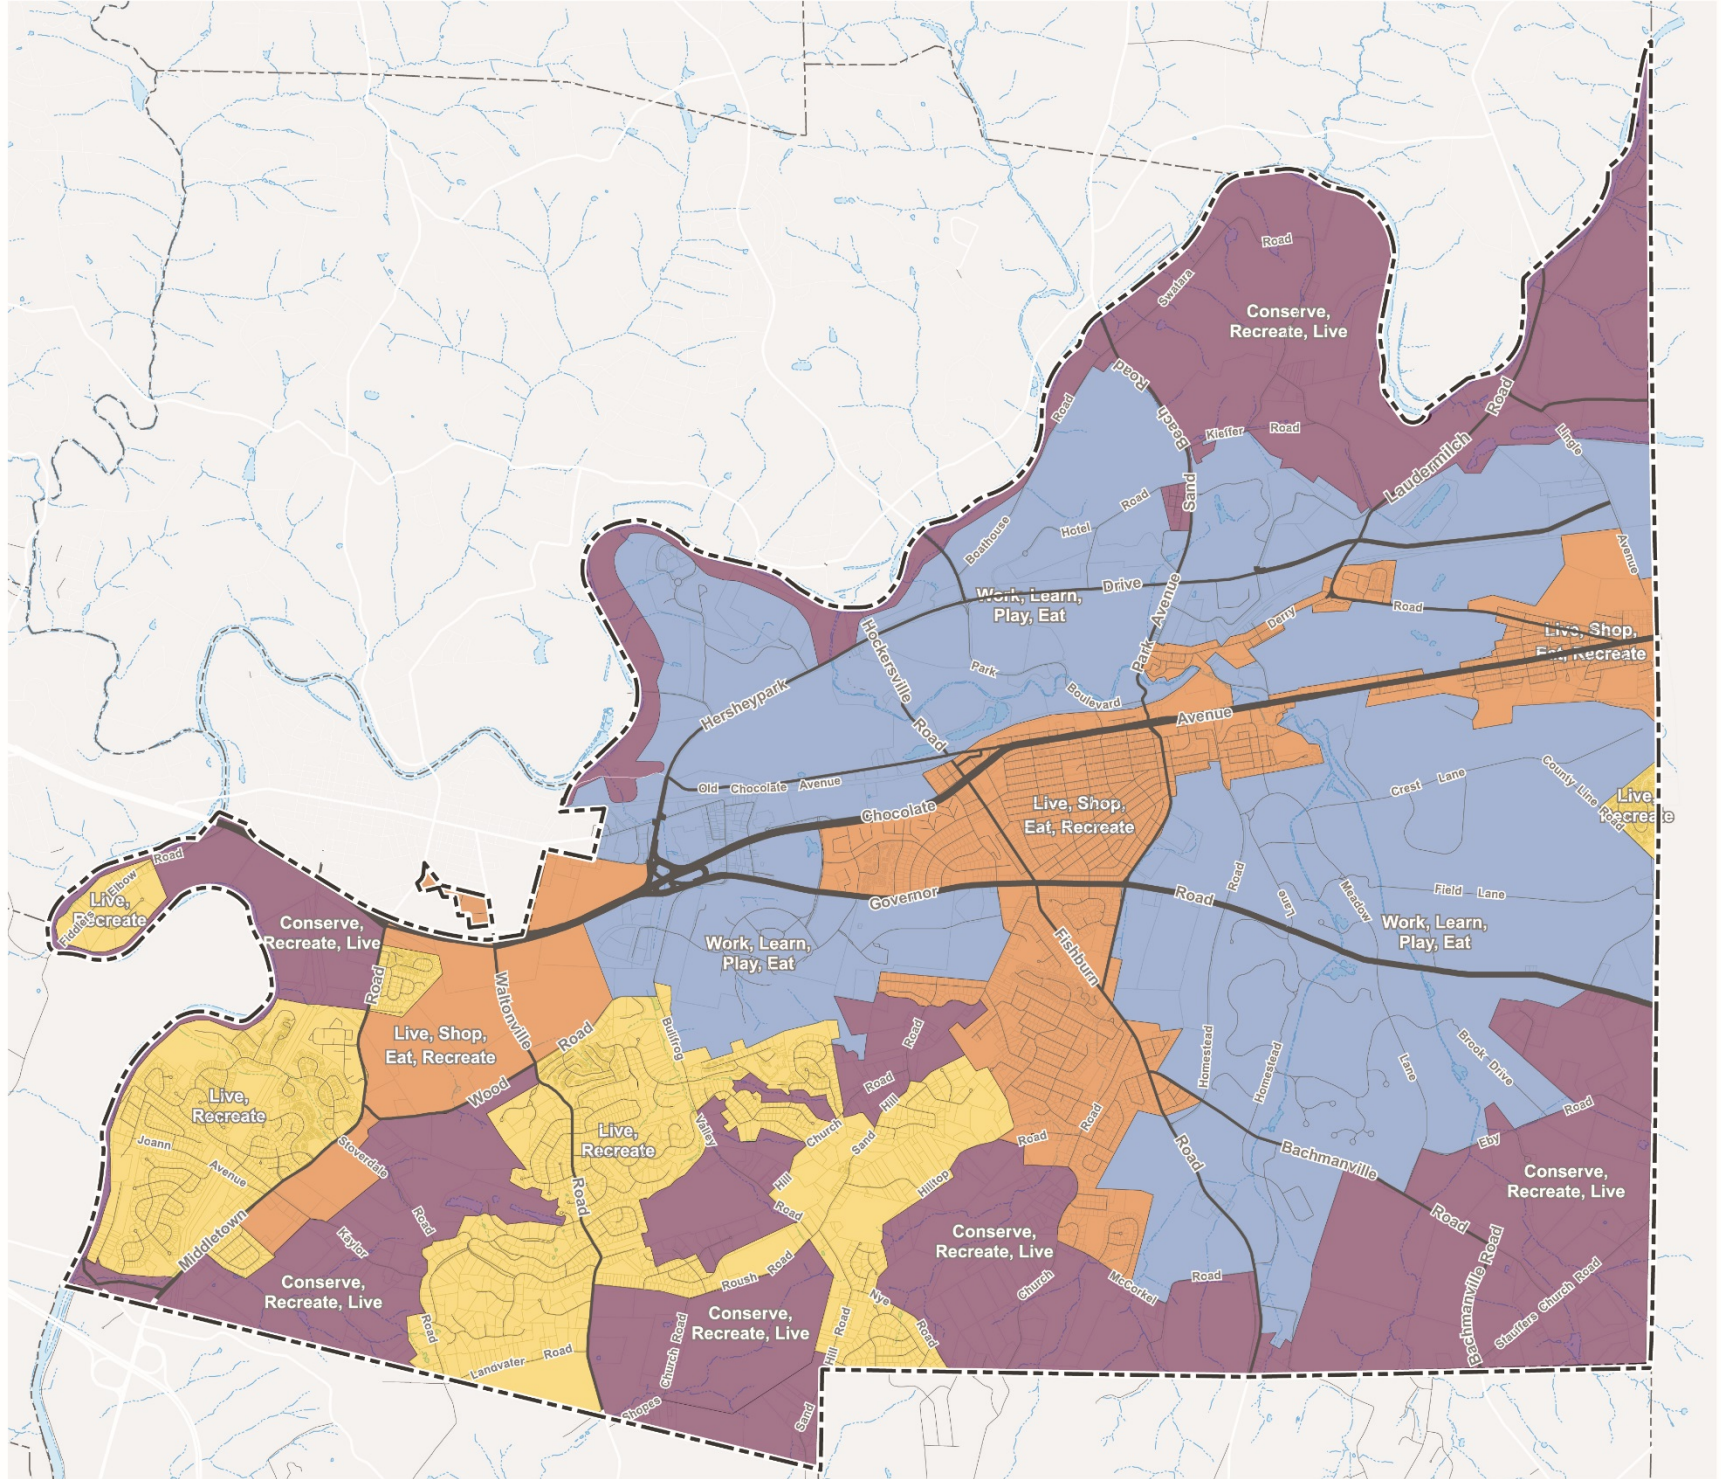 Road
Swatara
Conserve,
Recreate, Live
Road
Beach
Road
Road
Kieffer Road
Laudermilch
Lingle
Sand
Road
Hotel
Boathouse
Avenue
Work, Learn,
Play, Eat
Drive
Avenue
Derry
Road
Live, Shop,
Eat, Recreate
Hockersville
Park
Park
Boulevard
Hersheypark
Avenue
Road
Old Chocolate Avenue
Crest Lane
County Line Road
Live,
Recreate
Chocolate
Live, Shop,
Eat, Recreate
Road
Elbow
Live,
Recreate
Fiddlers
Governor
Road
Road
Lane
Meadow
Field Lane
Conserve,
Recreate, Live
Work, Learn,
Play, Eat
Work, Learn,
Play, Eat
Fishburn
Road
Waltonville
Live, Shop,
Eat, Recreate
Road
Bullfrog
Road
Homestead
Homestead
Lane
Brook Drive
Wood
Road
Hill
Live,
Recreate
Road
Road
Road
Eby
Joann
Avenue
Stoverdale
Live,
Recreate
Valley
Church
Sand
Road
Road
Bachmanville
Conserve,
Recreate, Live
Hill
Hilltop
Road
Road
Middletown
Kaylor
Road
Road
Conserve,
Recreate, Live
Bachmanville Road
Stauffers Church Road
Conserve,
Recreate, Live
Roush Road
Church
McCorkel
Road
Nye
Road
Conserve,
Recreate, Live
Road
Landvater Road
Church Road
Hill Road
Shopes
Sand